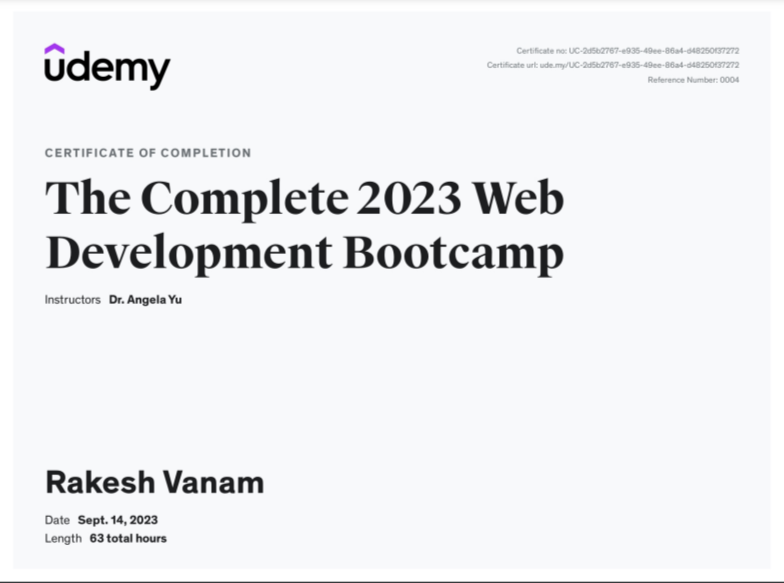 udemy
Certificate no: UC-2d5b2767-e935-49ee-86a4-d48250f37272
Certificate url: ude.my/UC-2d5b2767-e935-49ee-86a4-d48250f37272
Reference Number: 0004
CERTIFICATE OF COMPLETION
The Complete 2023 Web
Development Bootcamp
Instructors Dr. Angela Yu
Rakesh Vanam
Date Sept. 14, 2023
Length 63 total hours